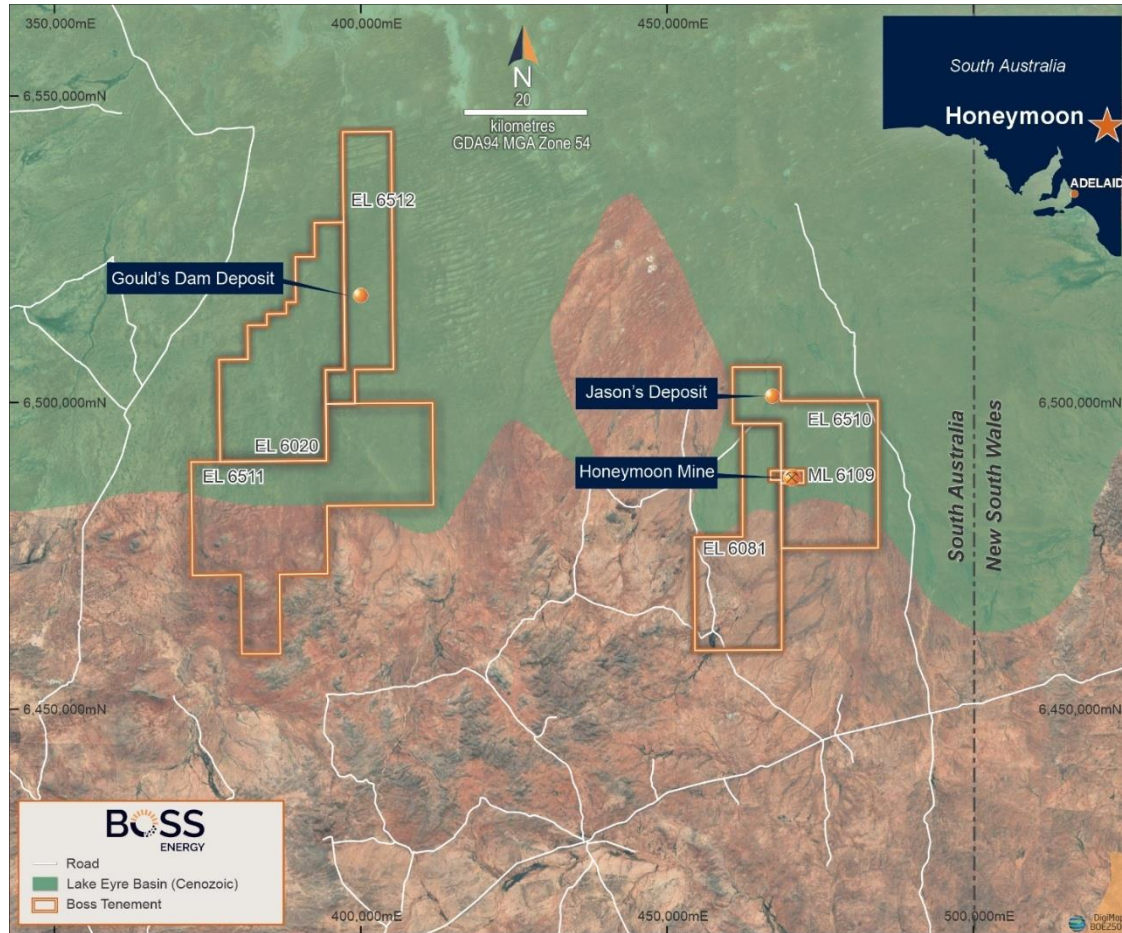 350,000mE
400,000mE
450,000mE
6,550,000mN
N
20
kilometres
GDA94 MGA Zone 54
South Australia
Honeymoon
ADELAID
EL 6512
Gould's Dam Deposit
Jason's Deposit
6,500,000mN
6,500,000mN
EL 6510
EL 6020
EL 6511
Honeymoon Mine
ML 6109
EL 6081
South Australia
New South Wales
6,450,000mN
6,450,000mN
BOSS
ENERGY
Road
Lake Eyre Basin (Cenozoic)
Boss Tenement
400,000mE
450,000mE
500,000mE
DigiMap